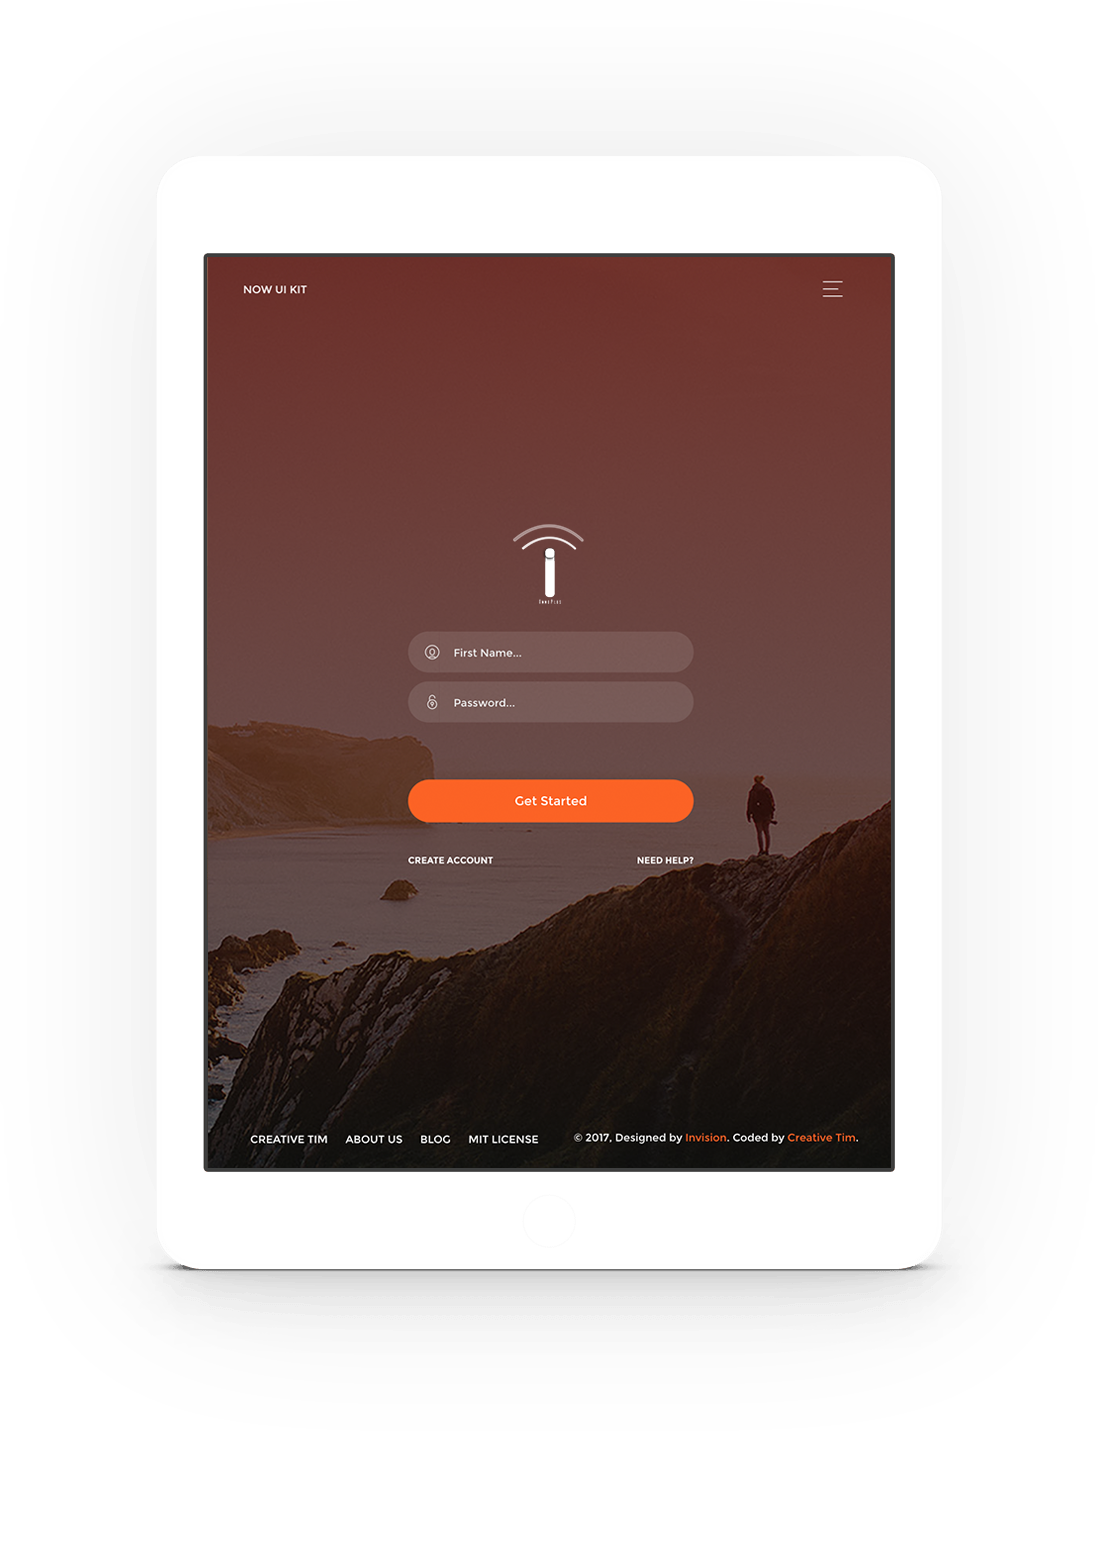 NOW UI KIT
First Name...
Password...
Get Started
CREATE ACCOUNT NEED HELP?
CREATIVE TIM ABOUT US BLOG MIT LICENSE © 2017, Designed by Invision. Coded by Creative Tim.